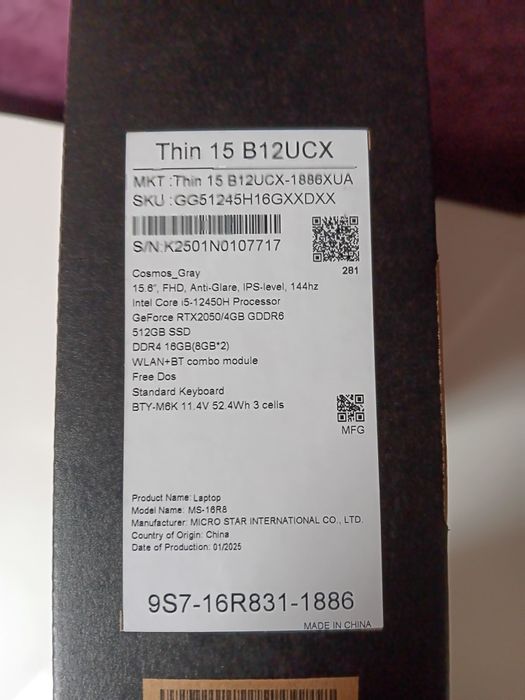 Thin 15 B12UCX
MKT :Thin 15 B12UCX-1886XUA
SKU :GG51245H16GXXDXX
S/N:K2501N0107717
281
Cosmos_Gray
15.6", FHD, Anti-Glare, IPS-level, 144hz
Intel Core i5-12450H Processor
GeForce RTX2050/4GB GDDR6
512GB SSD
DDR4 16GB(8GB*2)
WLAN+BT combo module
Free Dos
Standard Keyboard
BTY-M6K 11.4V 52.4Wh 3 cells
MFG
Product Name: Laptop
Model Name: MS-16R8
Manufacturer: MICRO STAR INTERNATIONAL CO., LTD.
Country of Origin: China
Date of Production: 01/2025
9S7-16R831-1886
MADE IN CHINA